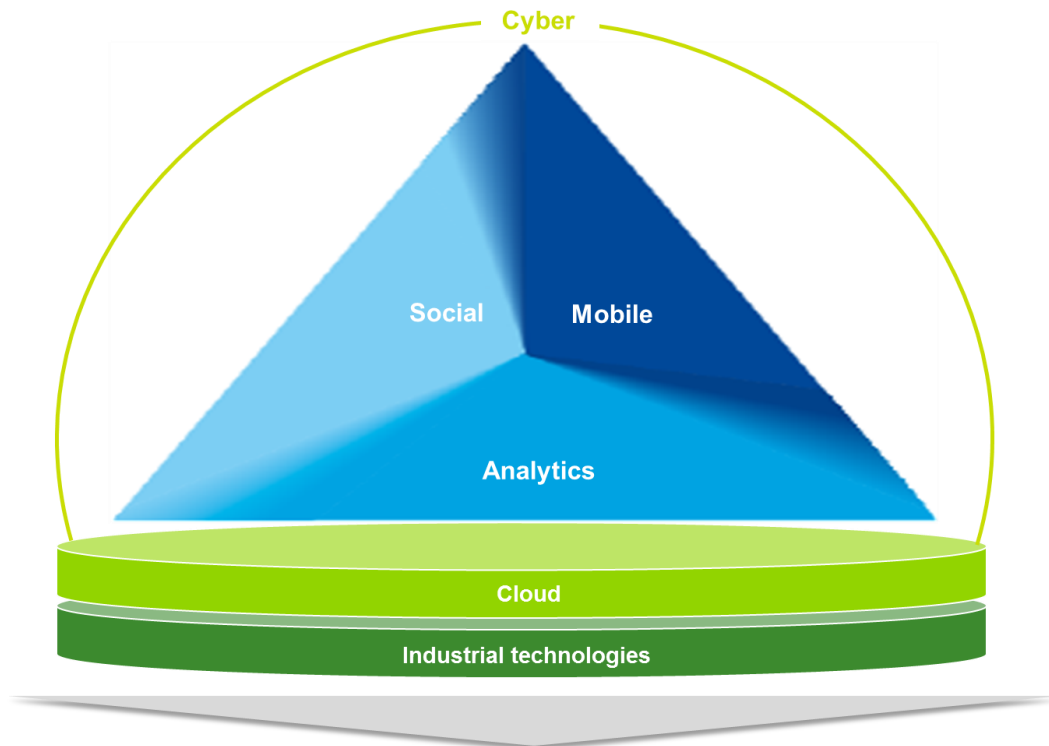 Cyber
Social
Mobile
Analytics
Cloud
Industrial technologies